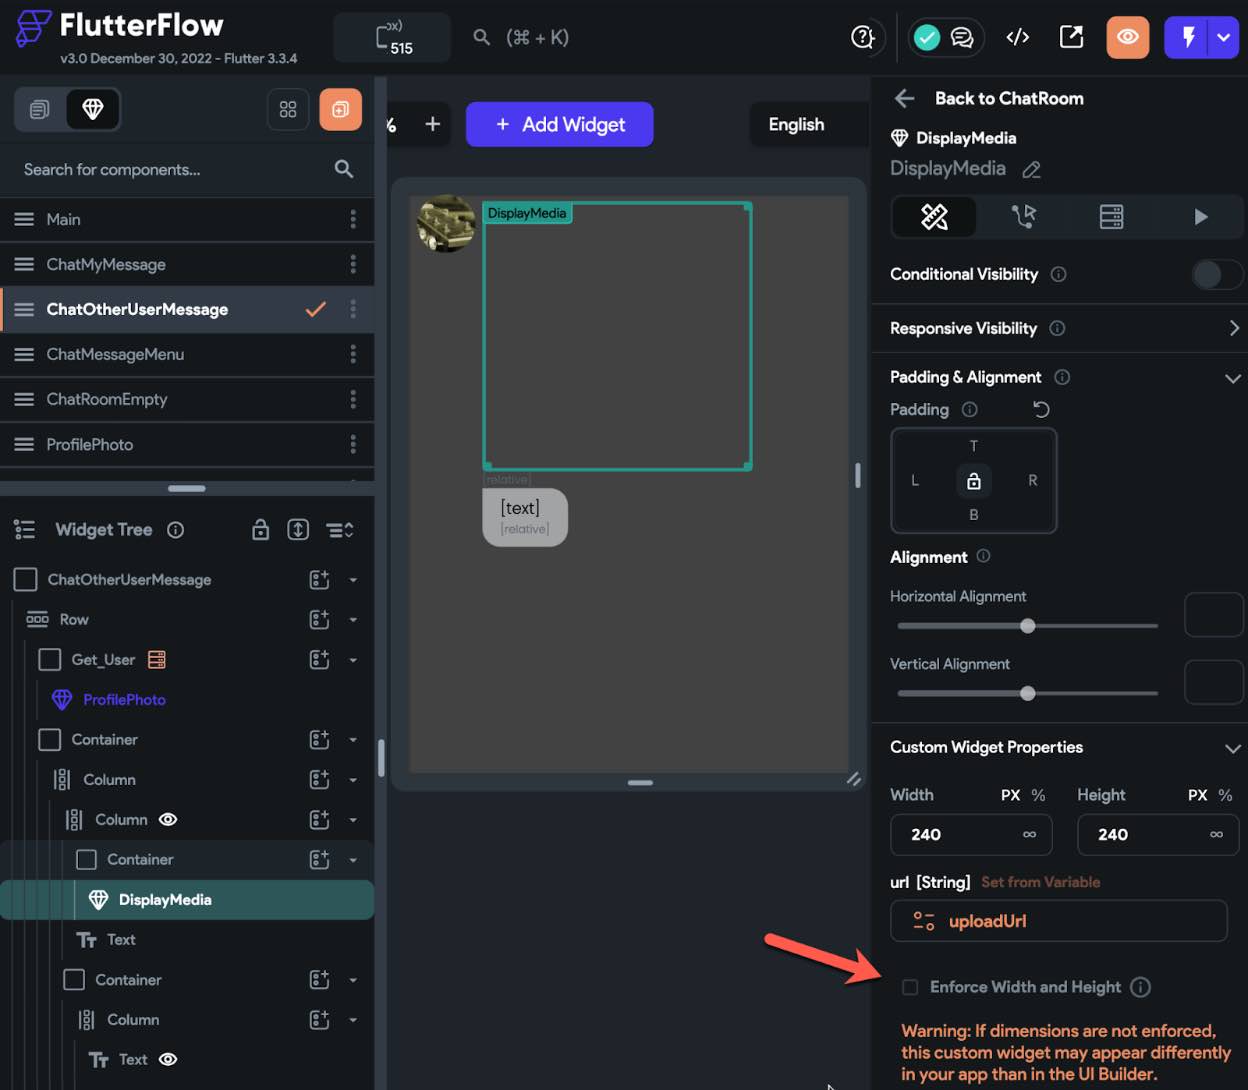 FlutterFlow
v3.0 December 30, 2022 - Flutter 3.3.4
515
(⌘ + K)
</>
Search for components...
Main
ChatMyMessage
ChatOtherUserMessage
ChatMessageMenu
ChatRoomEmpty
ProfilePhoto
Widget Tree
ChatOtherUserMessage
Row
Get_User
ProfilePhoto
Container
Column
Column
Container
DisplayMedia
Text
Container
Column
Text
%
+
+ Add Widget
English
DisplayMedia
[relative]
[text]
[relative]
Back to ChatRoom
DisplayMedia
DisplayMedia
Conditional Visibility
Responsive Visibility
Padding & Alignment
Padding
T
L R
B
Alignment
Horizontal Alignment
Vertical Alignment
Custom Widget Properties
Width PX % Height PX %
240 ∞ 240 ∞
url [String] Set from Variable
uploadUrl
Enforce Width and Height
Warning: If dimensions are not enforced,
this custom widget may appear differently
in your app than in the UI Builder.